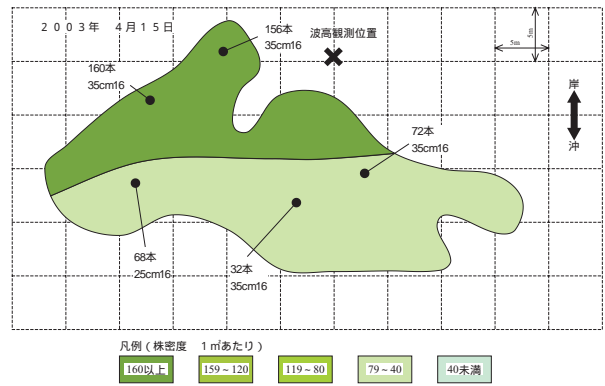 ２００３年　４月１５日
156本
35cm16
波高観測位置
5m
5m
160本
35cm16
岸
沖
72本
35cm16
68本
25cm16
32本
35cm16
凡例（株密度　１㎡あたり）
160以上
159～120
119～80
79～40
40未満